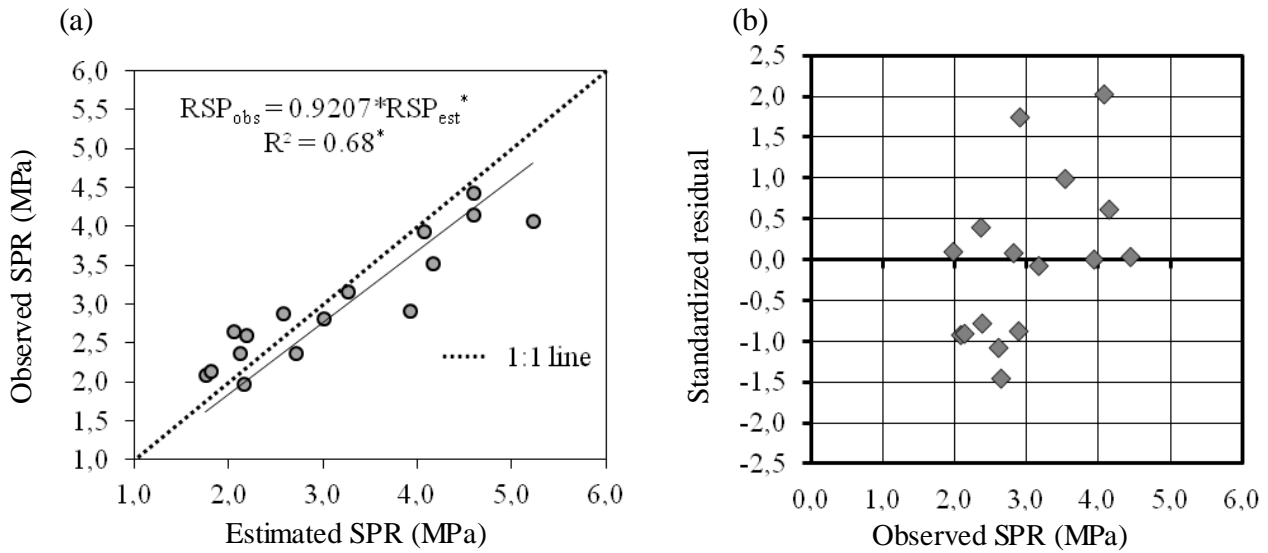 (a)
6,0
5,5
5,0
4,5
4,0
3,5
3,0
2,5
2,0
1,5
1,0
Observed SPR (MPa)
RSPobs = 0.9207*RSPest*
R² = 0.68*
1:1 line
1,0 2,0 3,0 4,0 5,0 6,0
Estimated SPR (MPa)
(b)
2,5
2,0
1,5
1,0
0,5
0,0
-0,5
-1,0
-1,5
-2,0
-2,5
Standardized residual
0,0 1,0 2,0 3,0 4,0 5,0 6,0
Observed SPR (MPa)